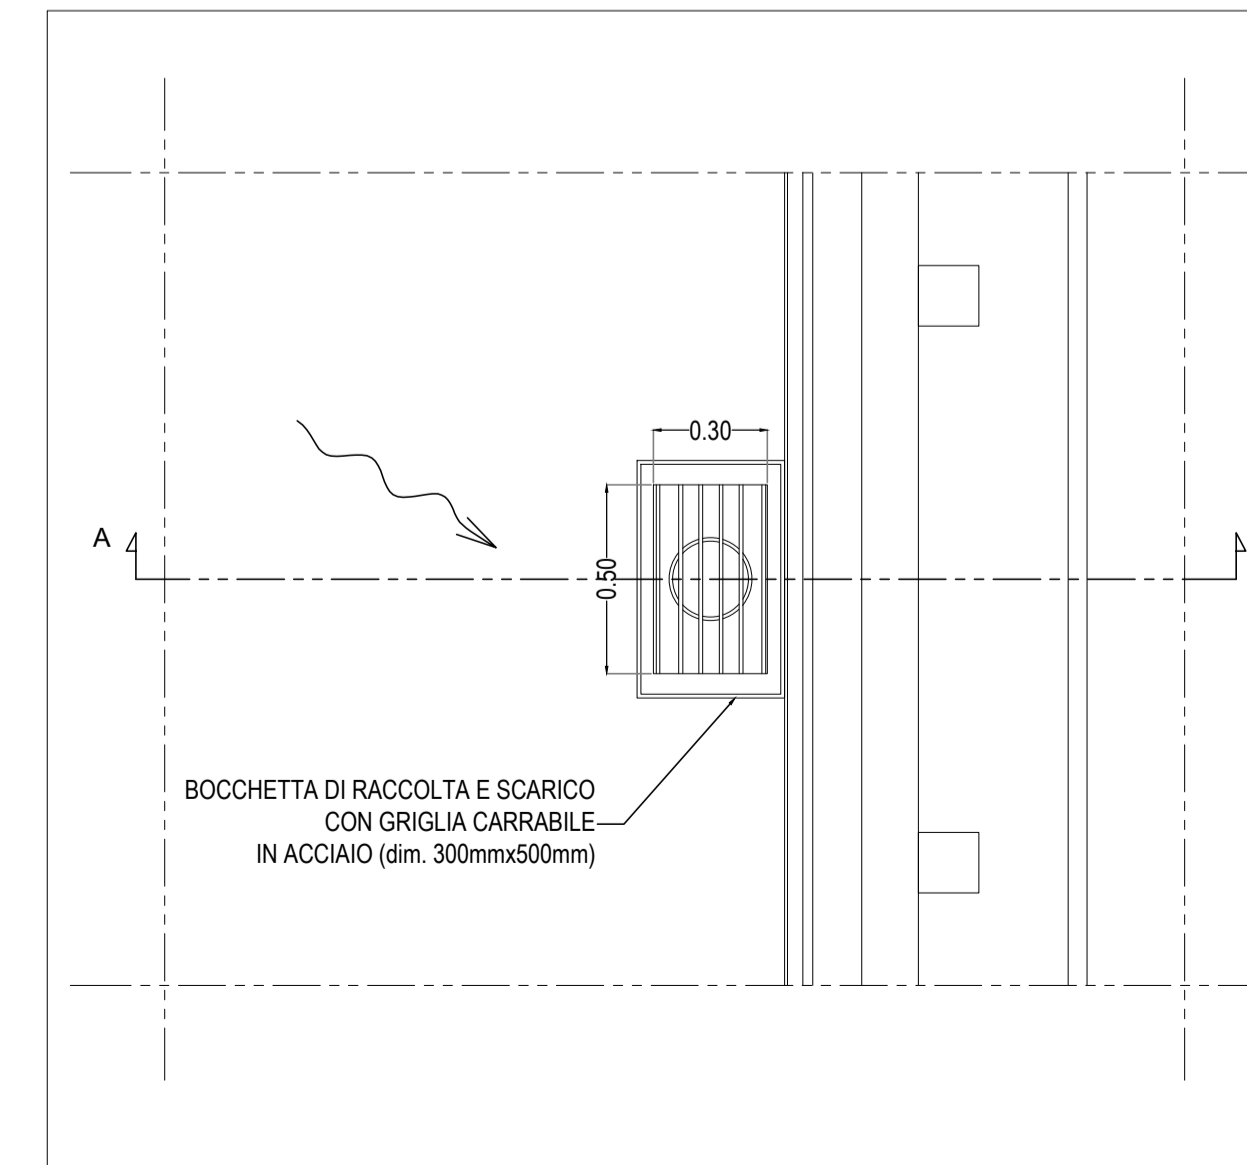 0.30
A
0.50
BOCCHETTA DI RACCOLTA E SCARICO
CON GRIGLIA CARRABILE
IN ACCIAIO (dim. 300mmx500mm)